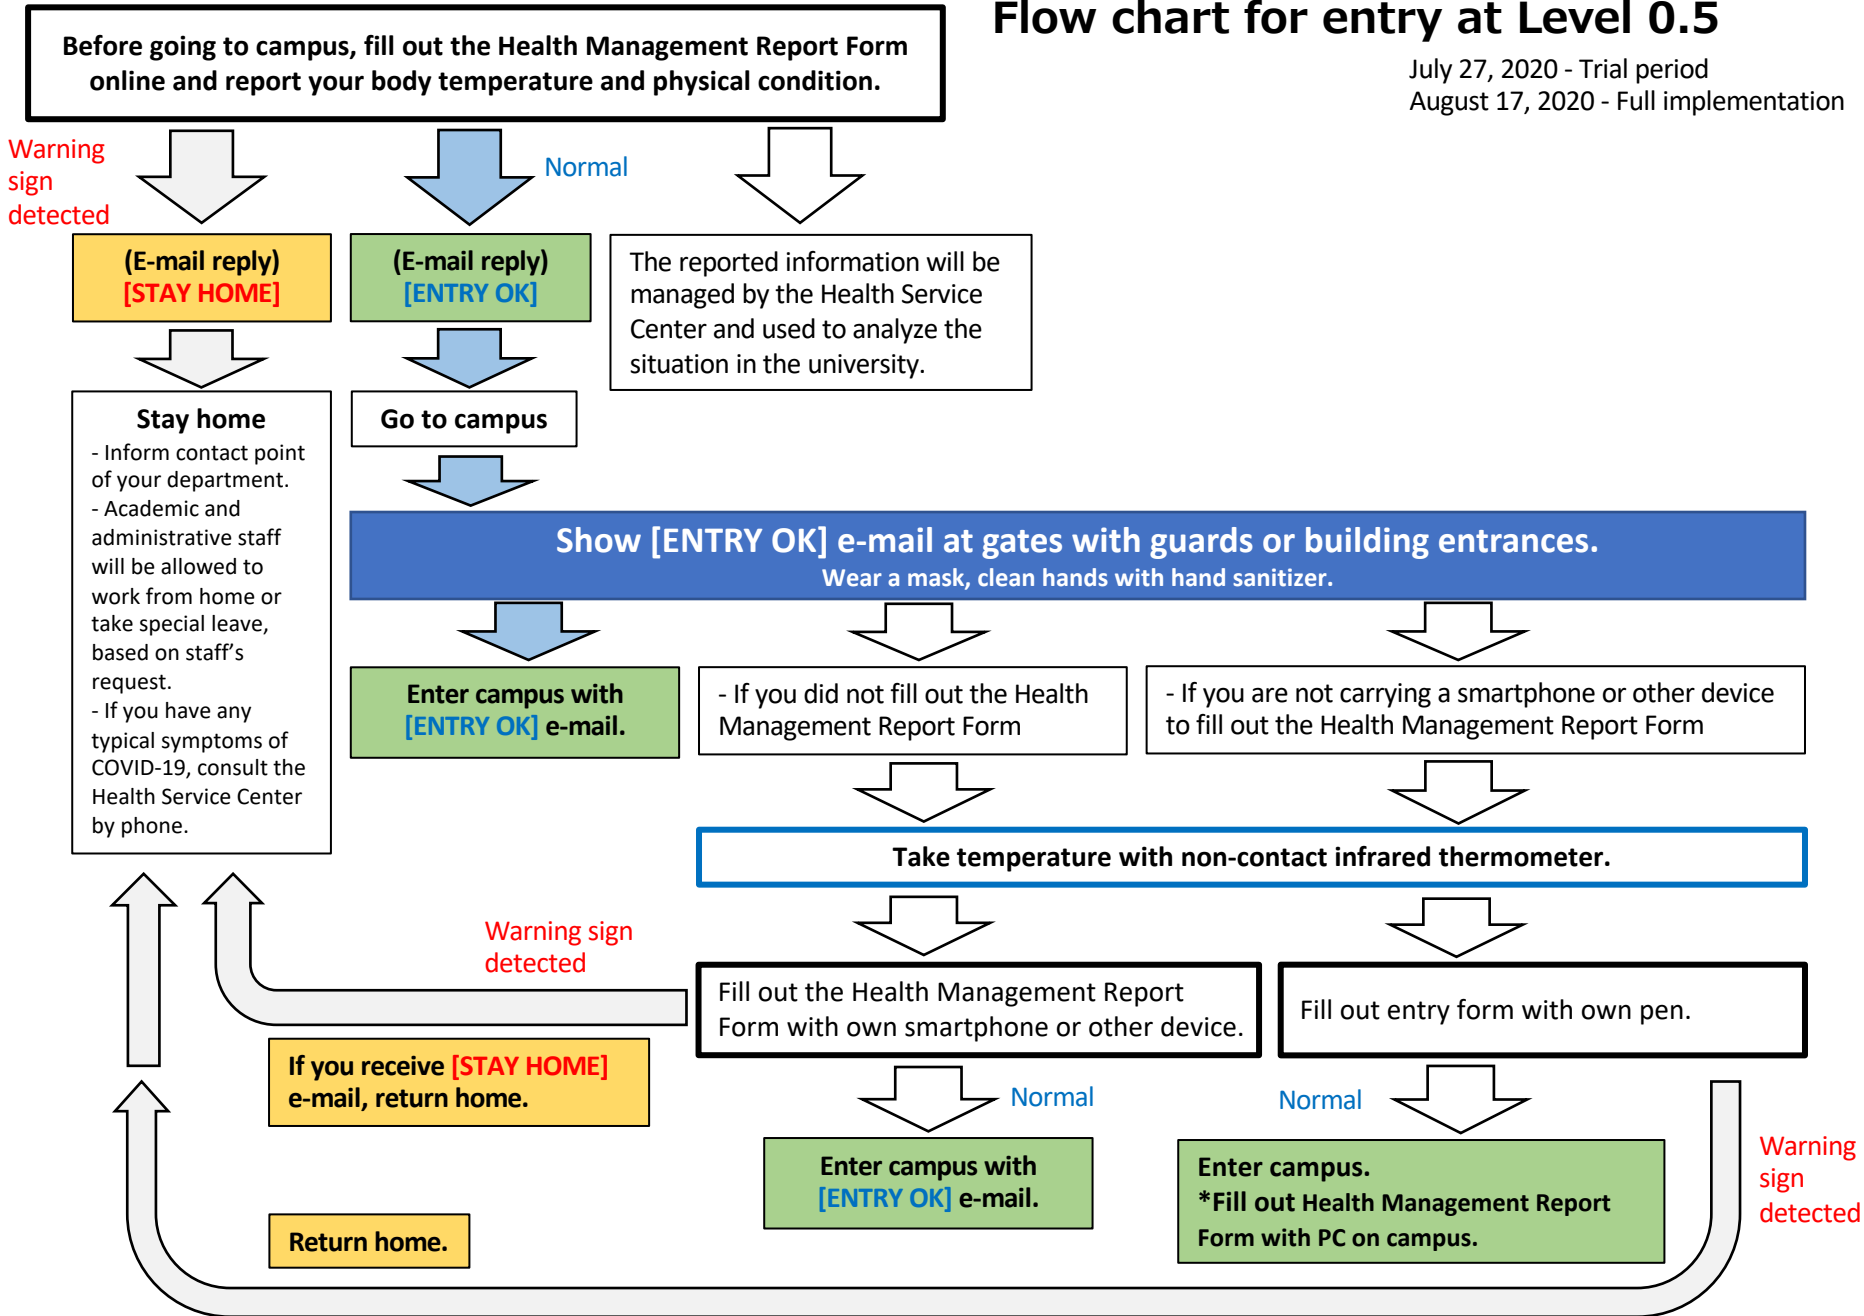 Flow chart for entry at Level 0.5
July 27, 2020 - Trial period
August 17, 2020 - Full implementation
Before going to campus, fill out the Health Management Report Form
online and report your body temperature and physical condition.
Warning
sign
detected
Normal
(E-mail reply)
[STAY HOME]
(E-mail reply)
[ENTRY OK]
The reported information will be
managed by the Health Service
Center and used to analyze the
situation in the university.
Stay home
- Inform contact point
of your department.
- Academic and
administrative staff
will be allowed to
work from home or
take special leave,
based on staff’s
request.
- If you have any
typical symptoms of
COVID-19, consult the
Health Service Center
by phone.
Go to campus
Show [ENTRY OK] e-mail at gates with guards or building entrances.
Wear a mask, clean hands with hand sanitizer.
Enter campus with
[ENTRY OK] e-mail.
- If you did not fill out the Health
Management Report Form
- If you are not carrying a smartphone or other device
to fill out the Health Management Report Form
Take temperature with non-contact infrared thermometer.
Warning sign
detected
Fill out the Health Management Report
Form with own smartphone or other device.
Fill out entry form with own pen.
If you receive [STAY HOME]
e-mail, return home.
Normal
Normal
Enter campus with
[ENTRY OK] e-mail.
Enter campus.
*Fill out Health Management Report
Form with PC on campus.
Warning
sign
detected
Return home.